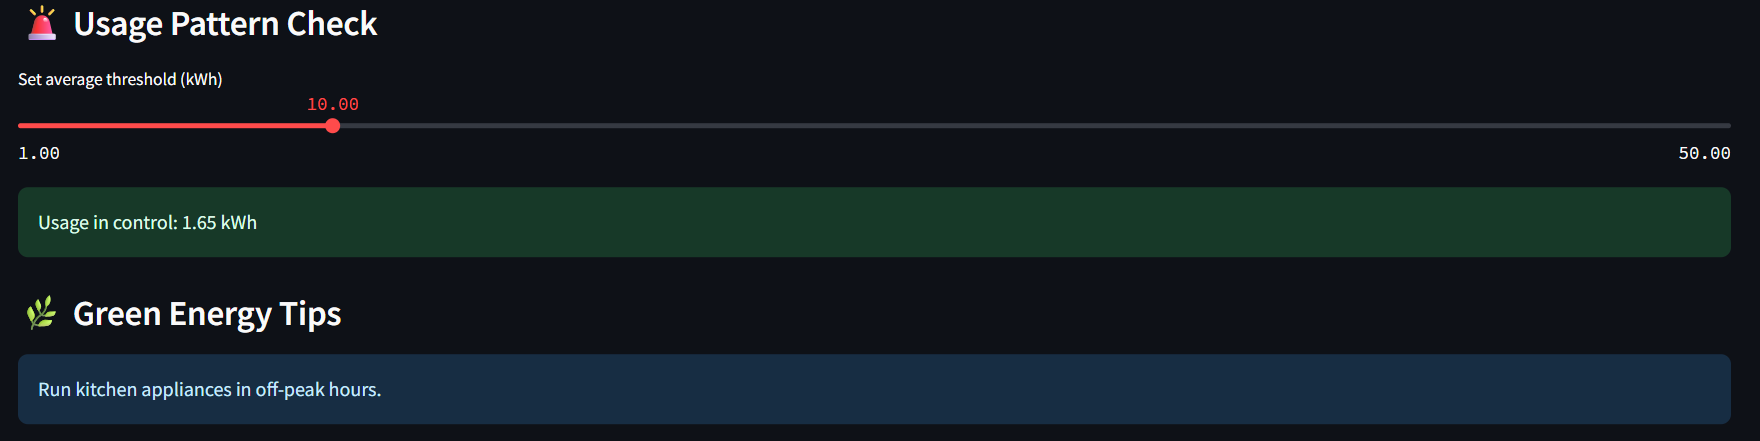 Usage Pattern Check
Set average threshold (kWh)
10.00
1.00 50.00
Usage in control: 1.65 kWh
Green Energy Tips
Run kitchen appliances in off-peak hours.